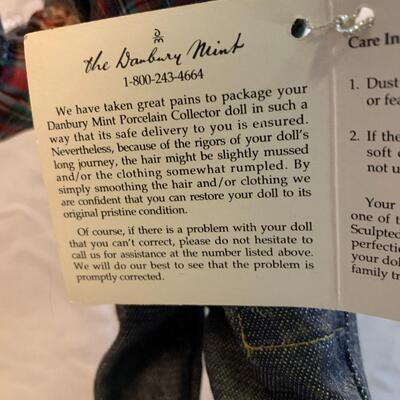 the Danbury Mint
1-800-243-4664
We have taken great pains to package your
Danbury Mint Porcelain Collector doll in such a
way that its safe delivery to you is ensured.
Nevertheless, because of the rigors of your doll's
long journey, the hair might be slightly mussed
and/or the clothing somewhat rumpled. By
simply smoothing the hair and/or clothing we
are confident that you can restore your doll to its
original pristine condition.
Of course, if there is a problem with your doll
that you can't correct, please do not hesitate to
call us for assistance at the number listed above.
We will do our best to see that the problem is
promptly corrected.
Care In
1. Dust
or fea
2. If the
soft
not u
Your
one of t
Sculpted
perfectio
your dol
family tr